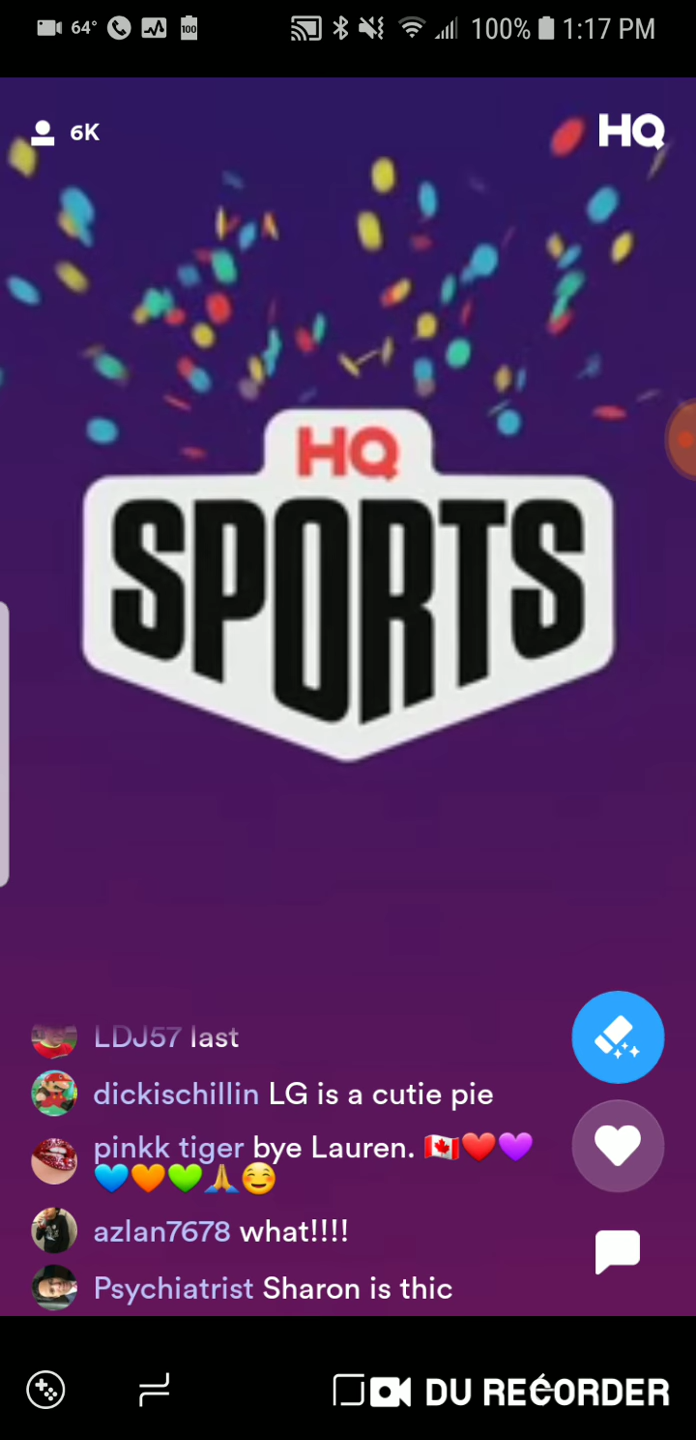 64° 100 100% 1:17 PM
6K HQ
HQ
SPORTS
LDJ57 last
dickischillin LG is a cutie pie
pinkk tiger bye Lauren. 🇨🇦❤️💜
💙🧡💚🙏☺️
azlan7678 what!!!!
Psychiatrist Sharon is thic
DU RECORDER